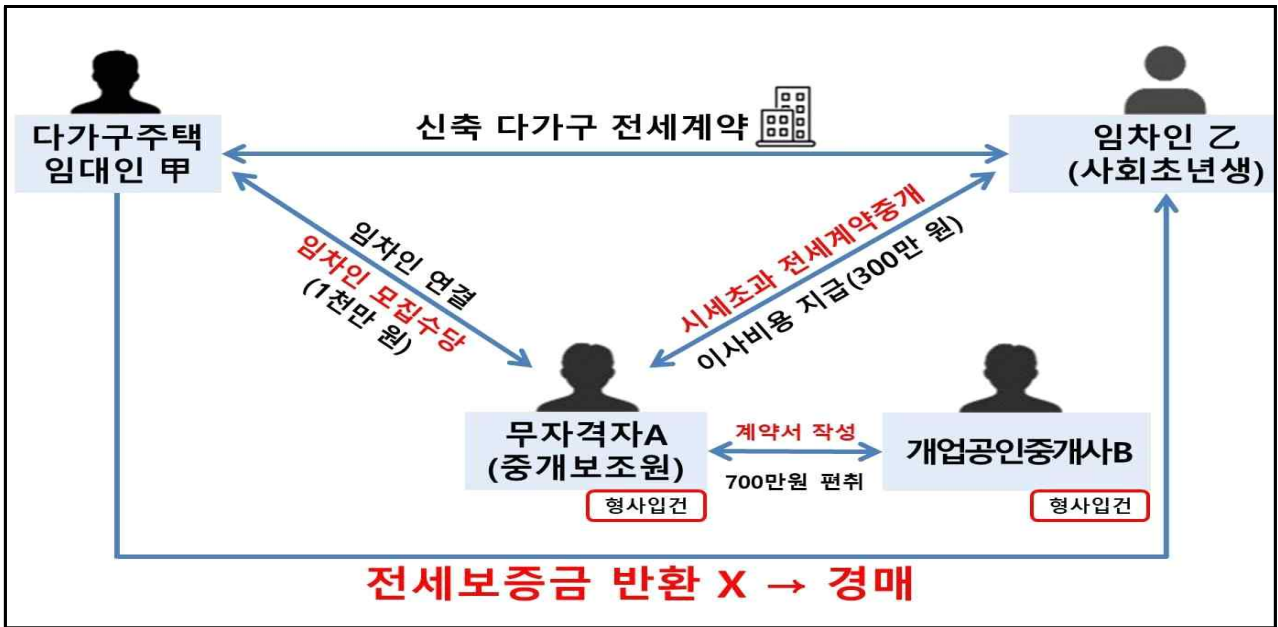 신축 다가구 전세계약
다가구주택
임대인 甲
임차인 乙
(사회초년생)
임차인 연결
임차인 모집수당
(1천만 원)
시세초과 전세계약중개
이사비용 지급(300만 원)
무자격자A
(중개보조원)
형사입건
계약서 작성
700만원 편취
개업공인중개사B
형사입건
전세보증금 반환 X → 경매